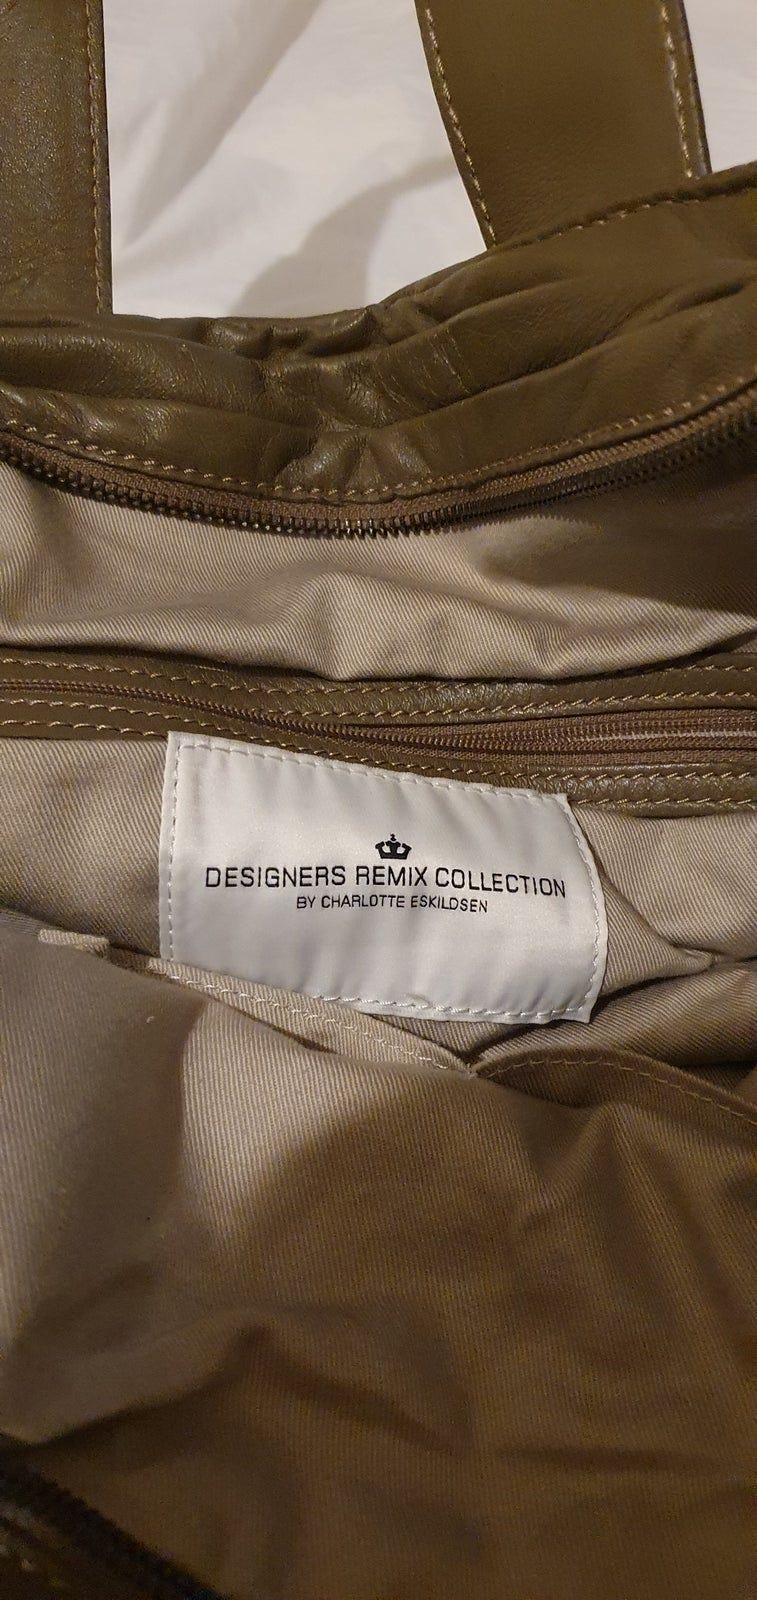 DESIGNERS REMIX COLLECTION
BY CHARLOTTE ESKILDSEN